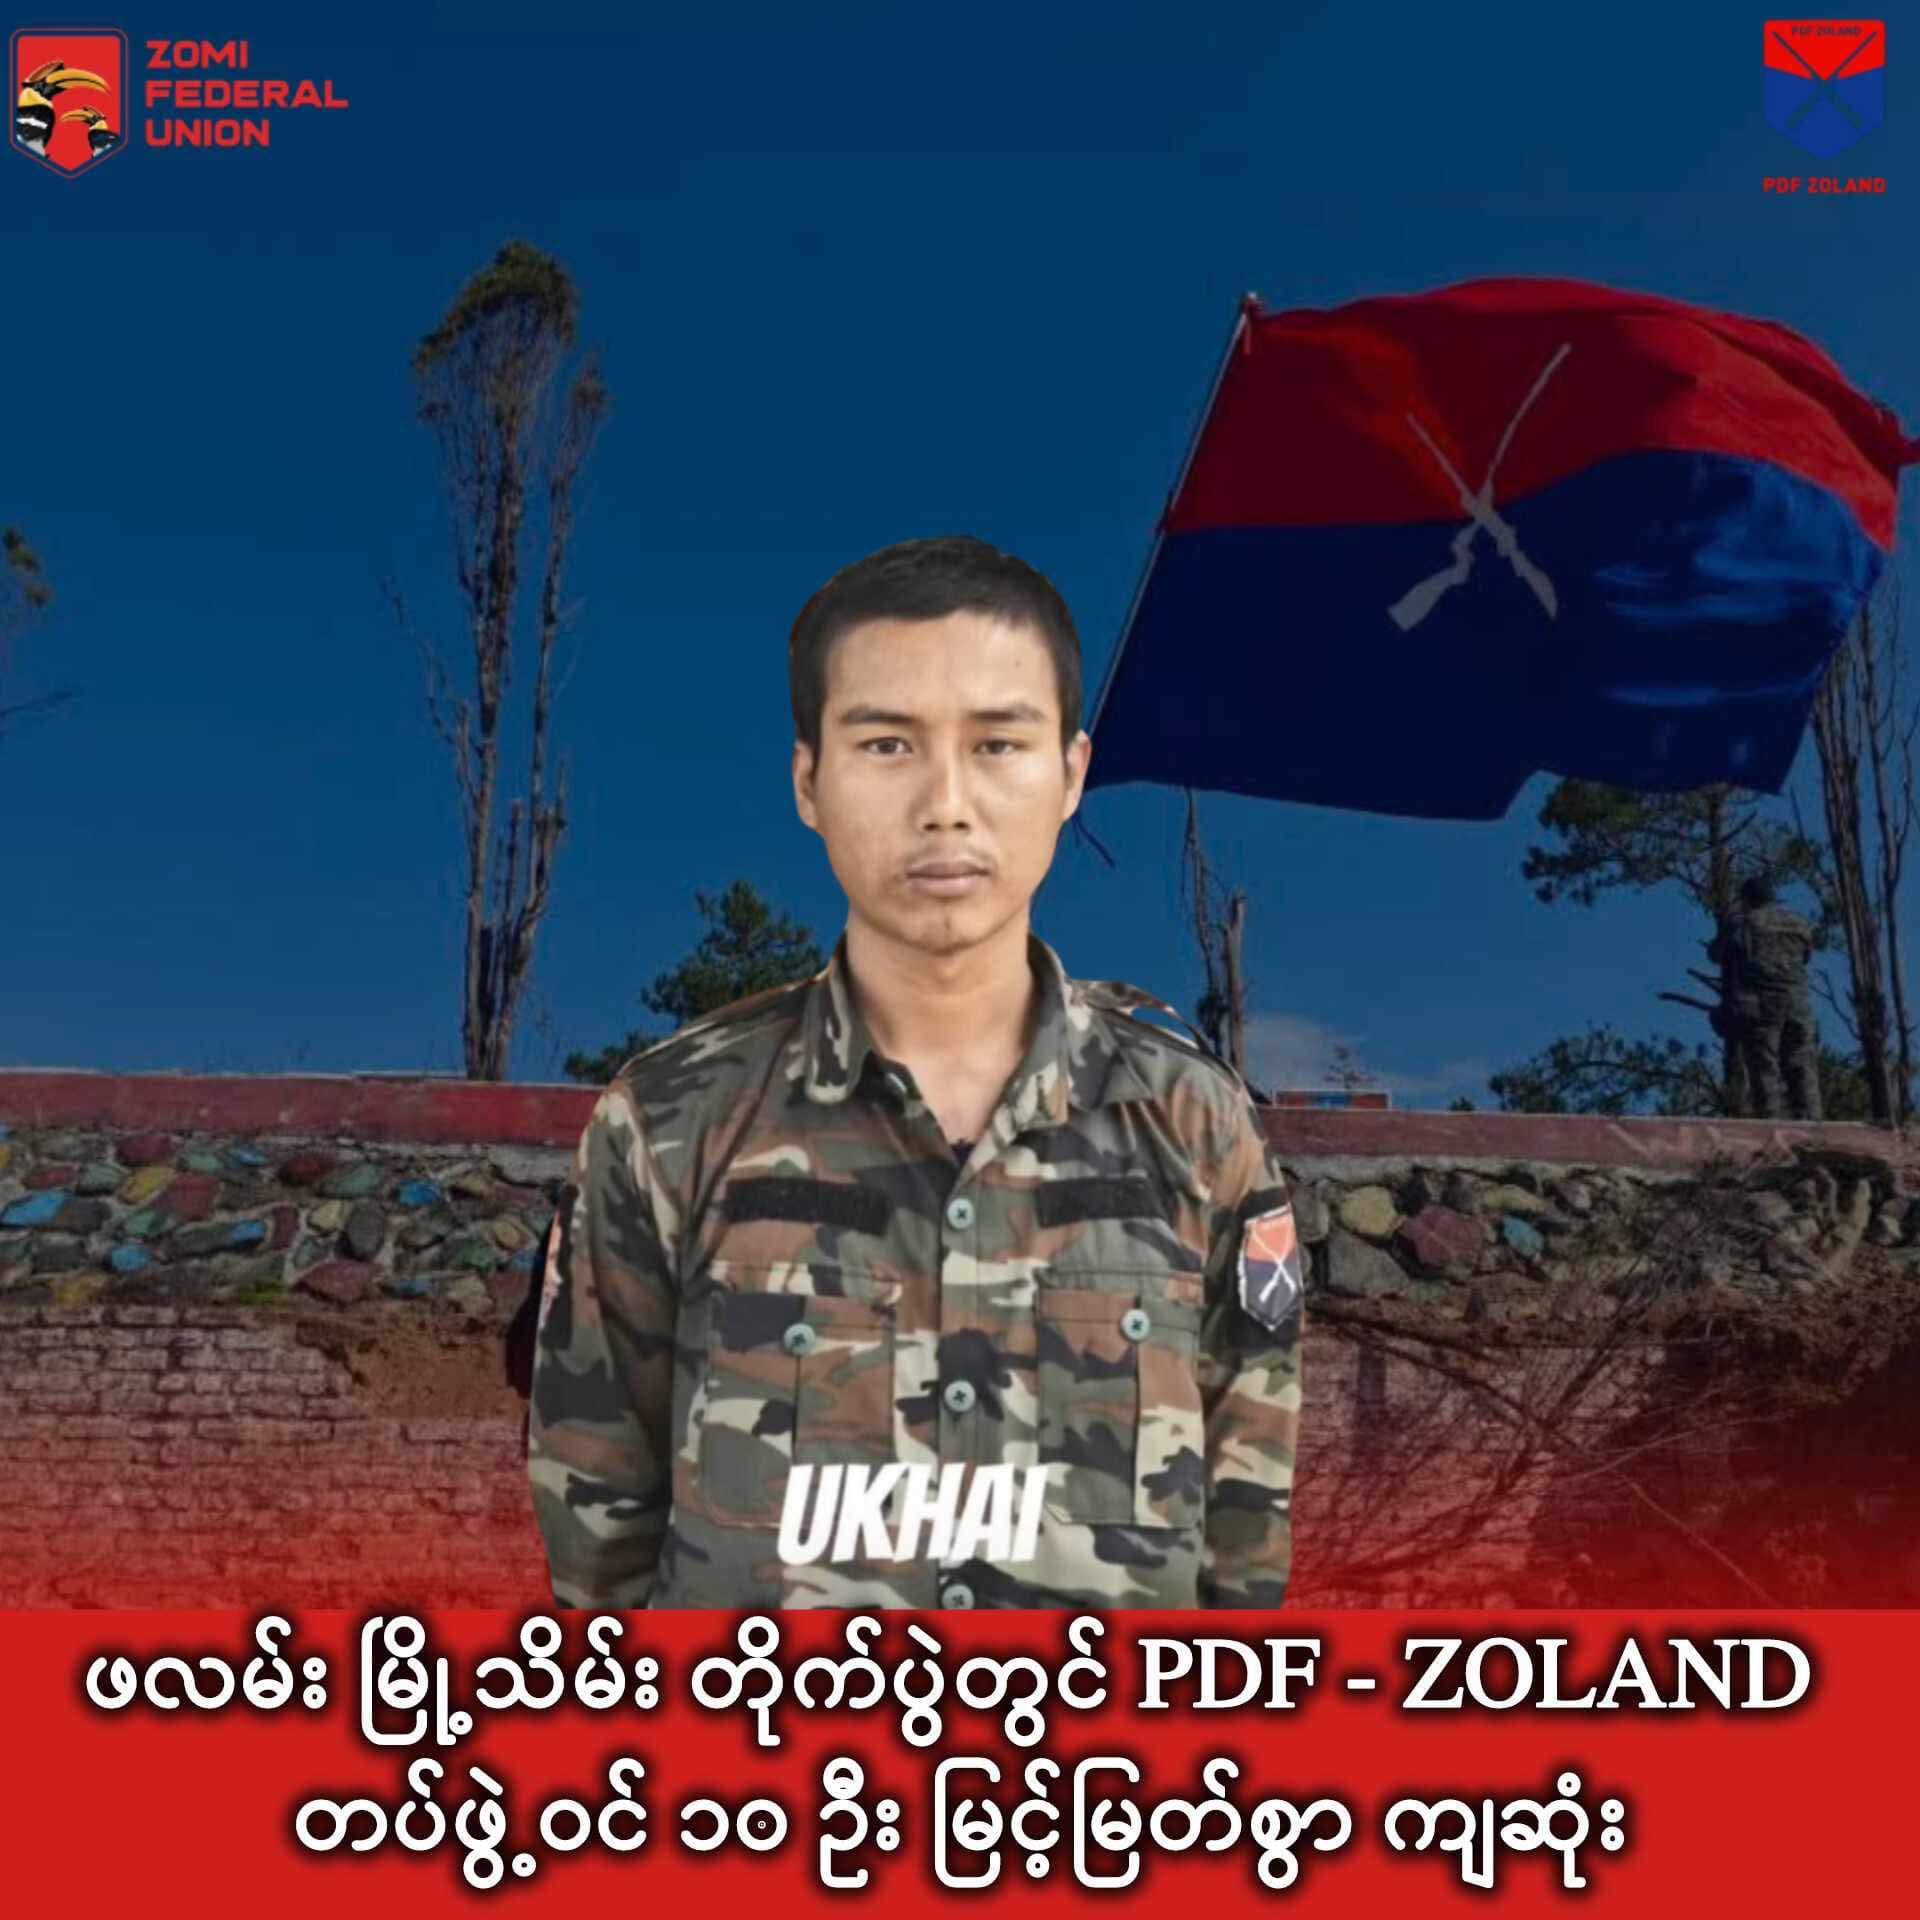 ZOMI
FEDERAL
UNION
PDF ZOLAND
PDF ZOLAND
UKHAI
ဖလမ်း မြို့သိမ်း တိုက်ပွဲတွင် PDF - ZOLAND
တပ်ဖွဲ့ဝင် ၁၀ ဦး မြင့်မြတ်စွာ ကျဆုံး